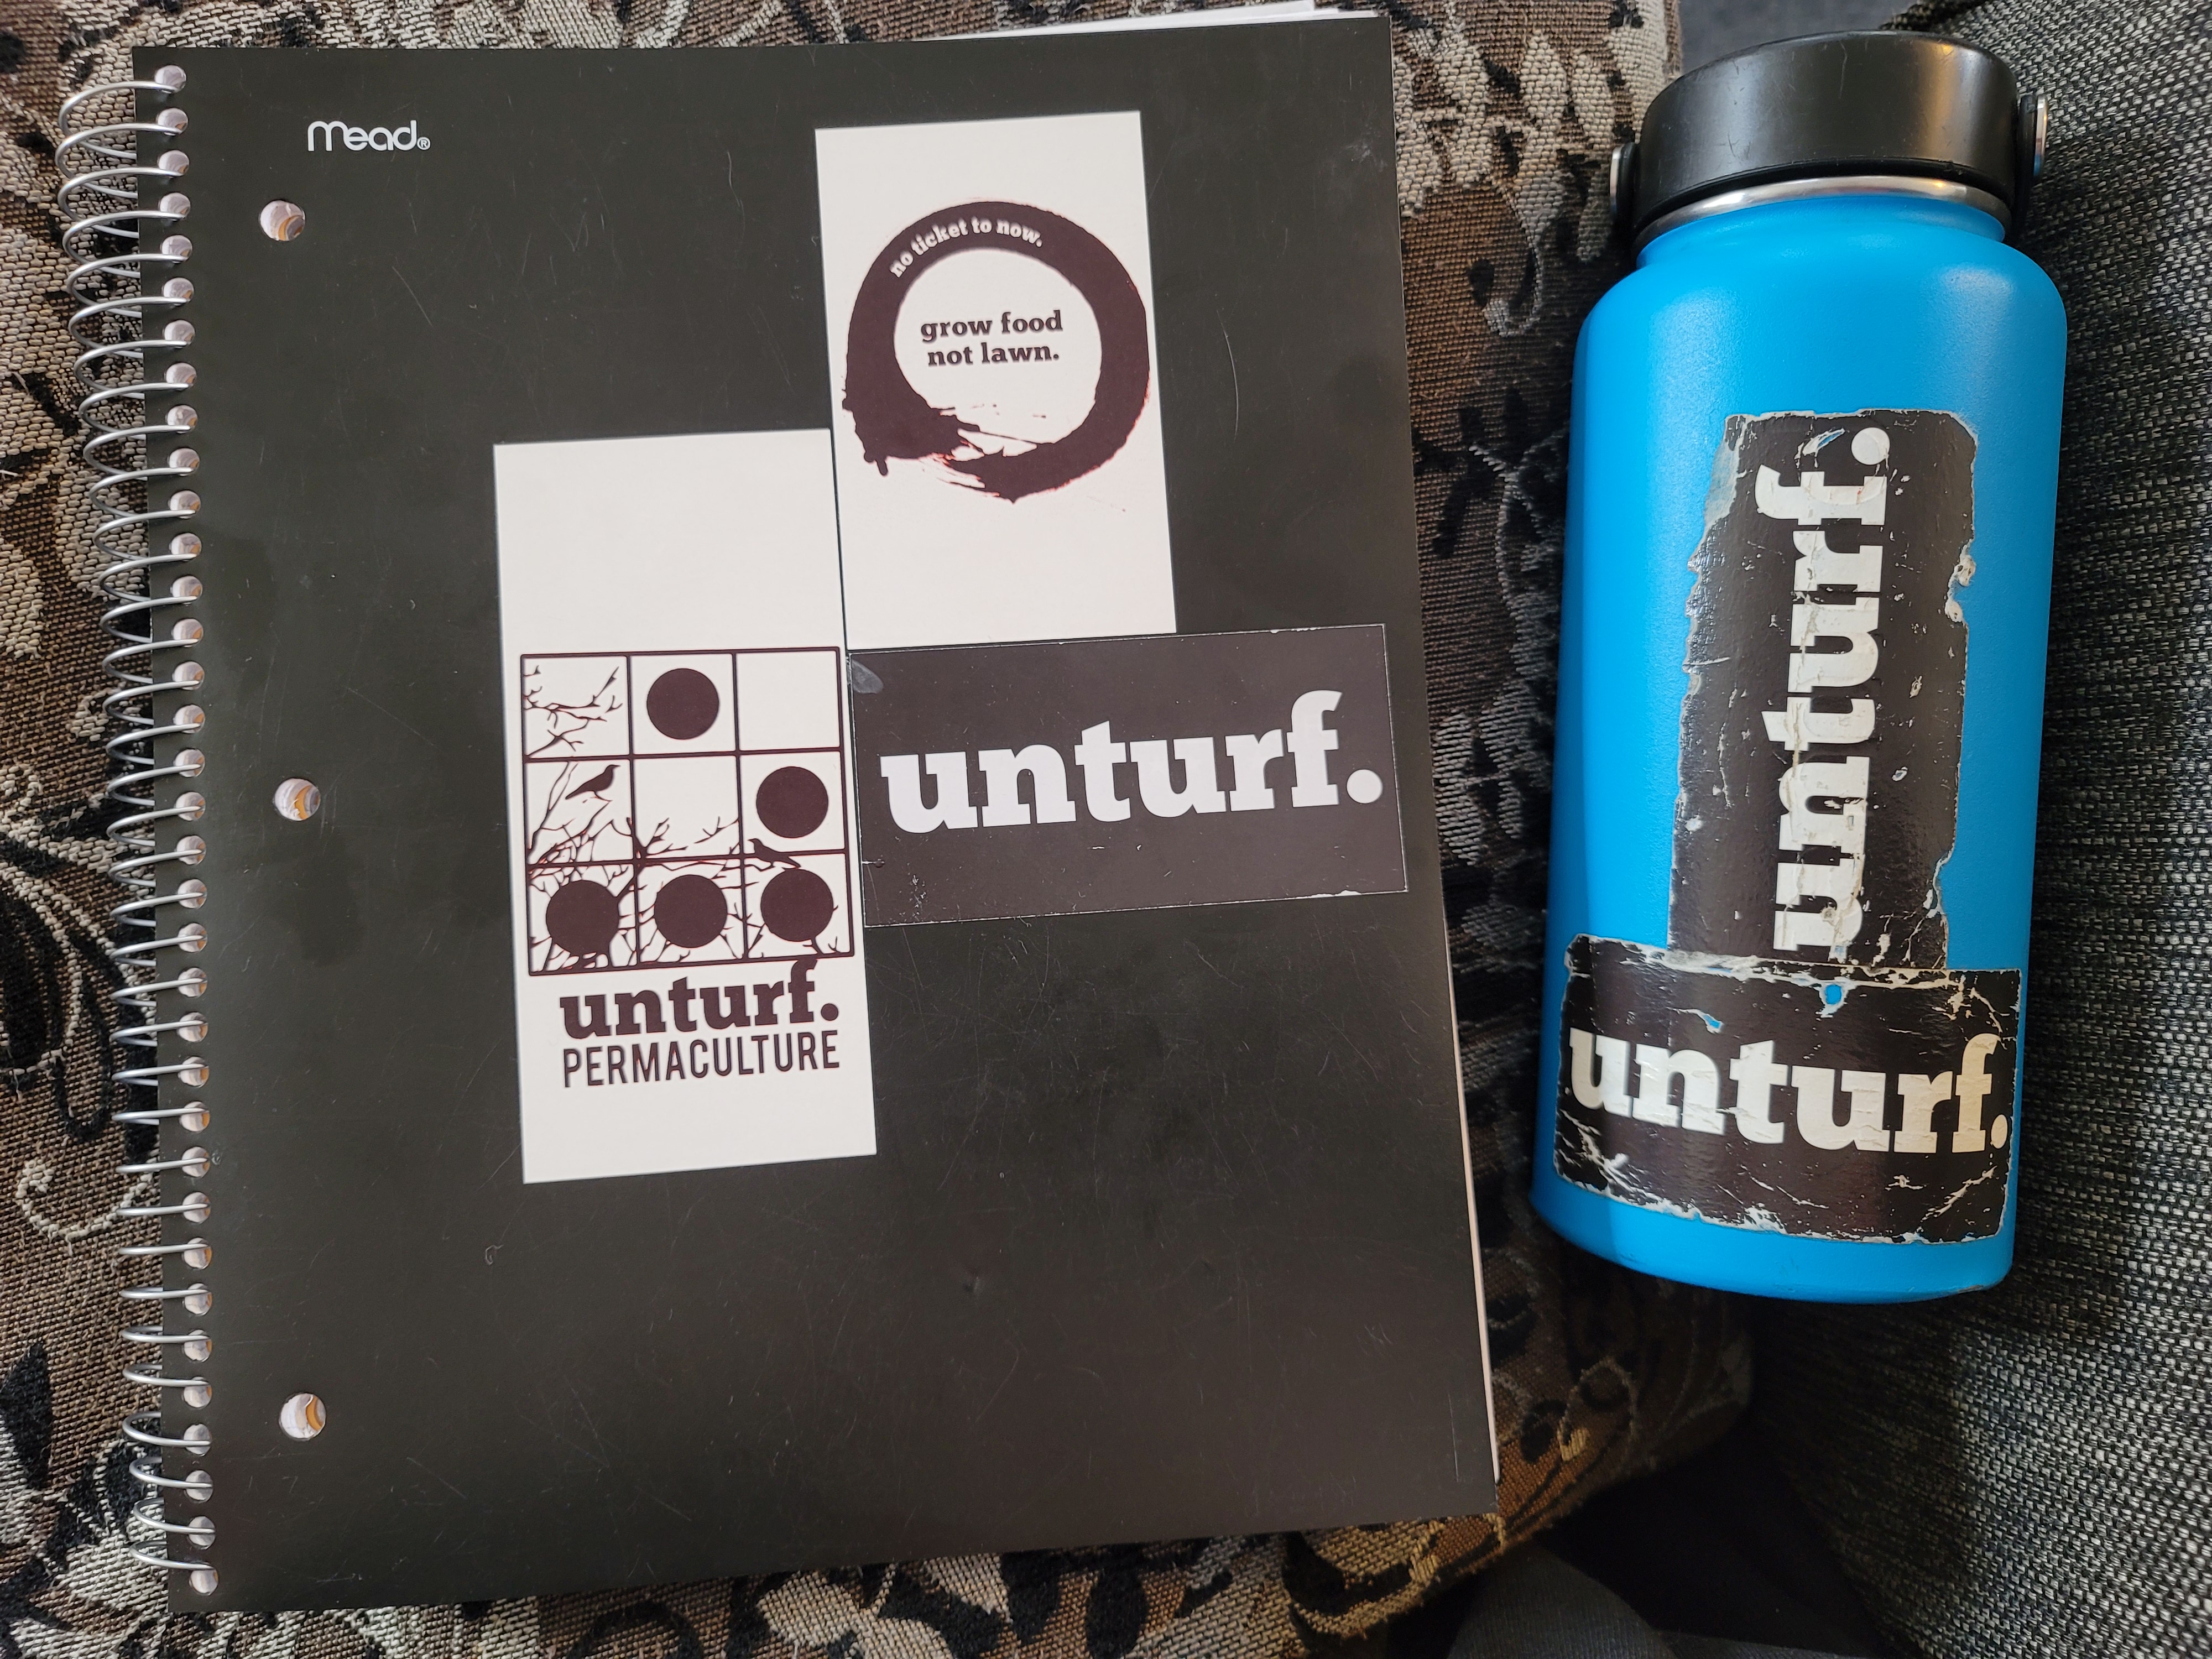 mead®
no ticket to now.
grow food
not lawn.
unturf.
unturf.
PERMACULTURE
unturf.
unturf.